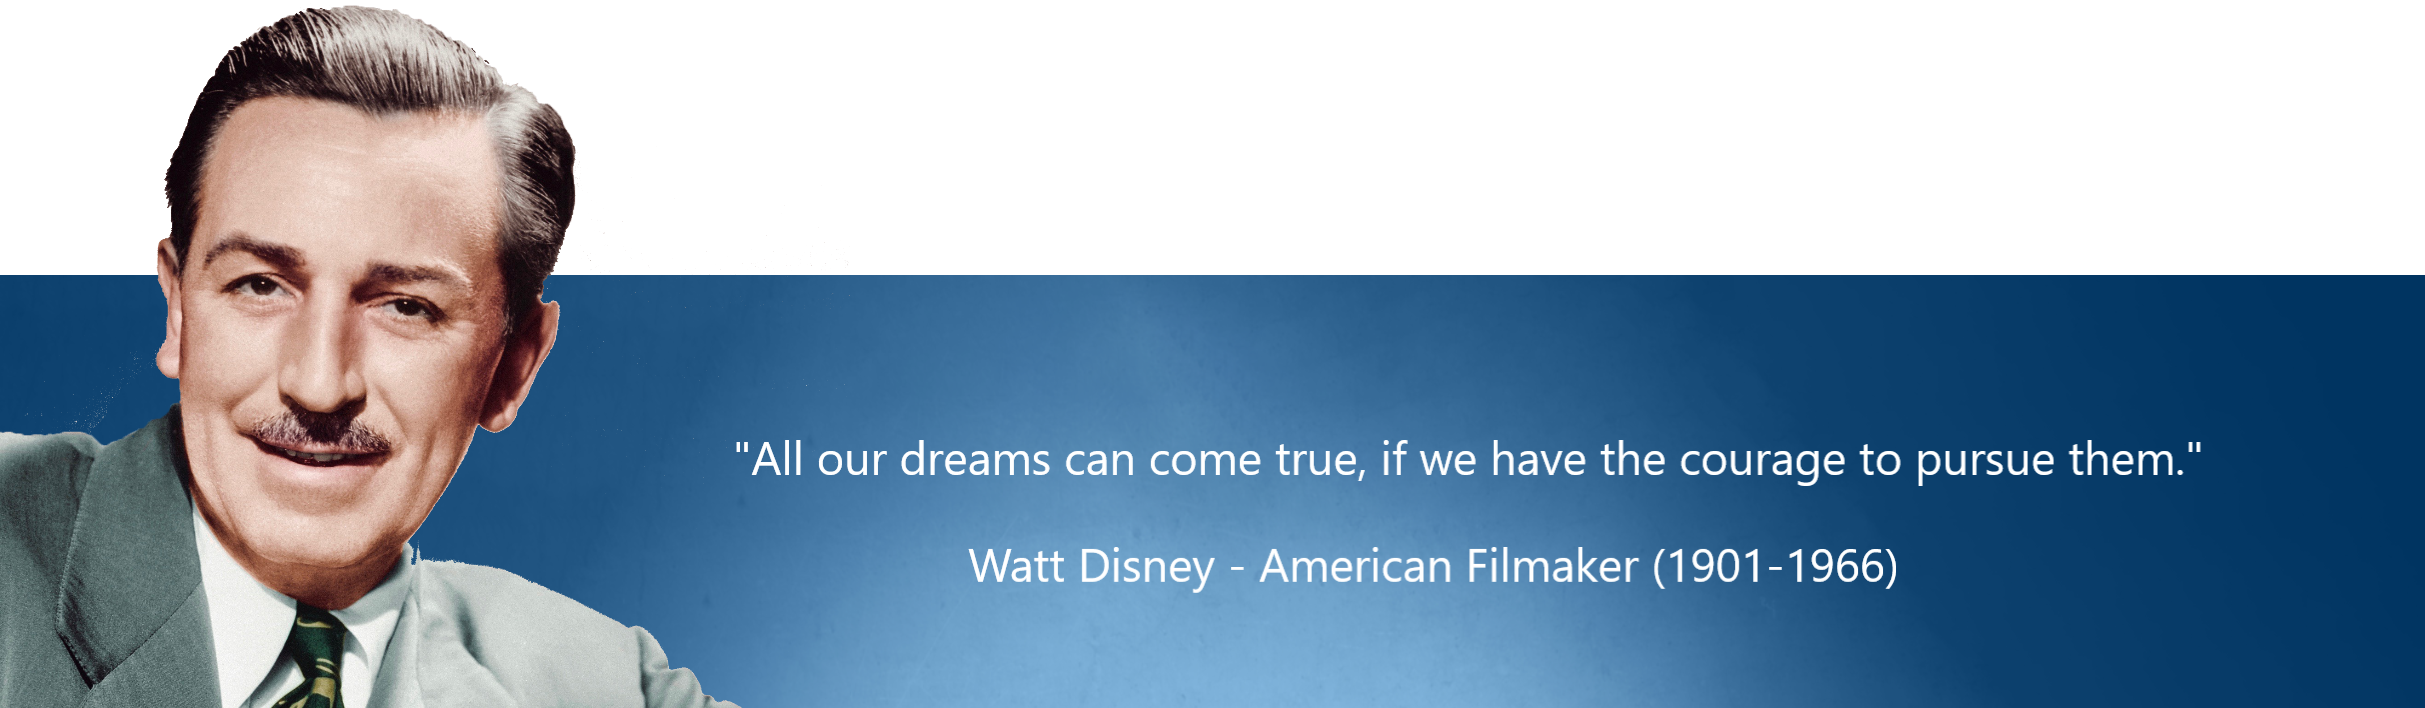 "All our dreams can come true, if we have the courage to pursue them."
Watt Disney - American Filmaker (1901-1966)